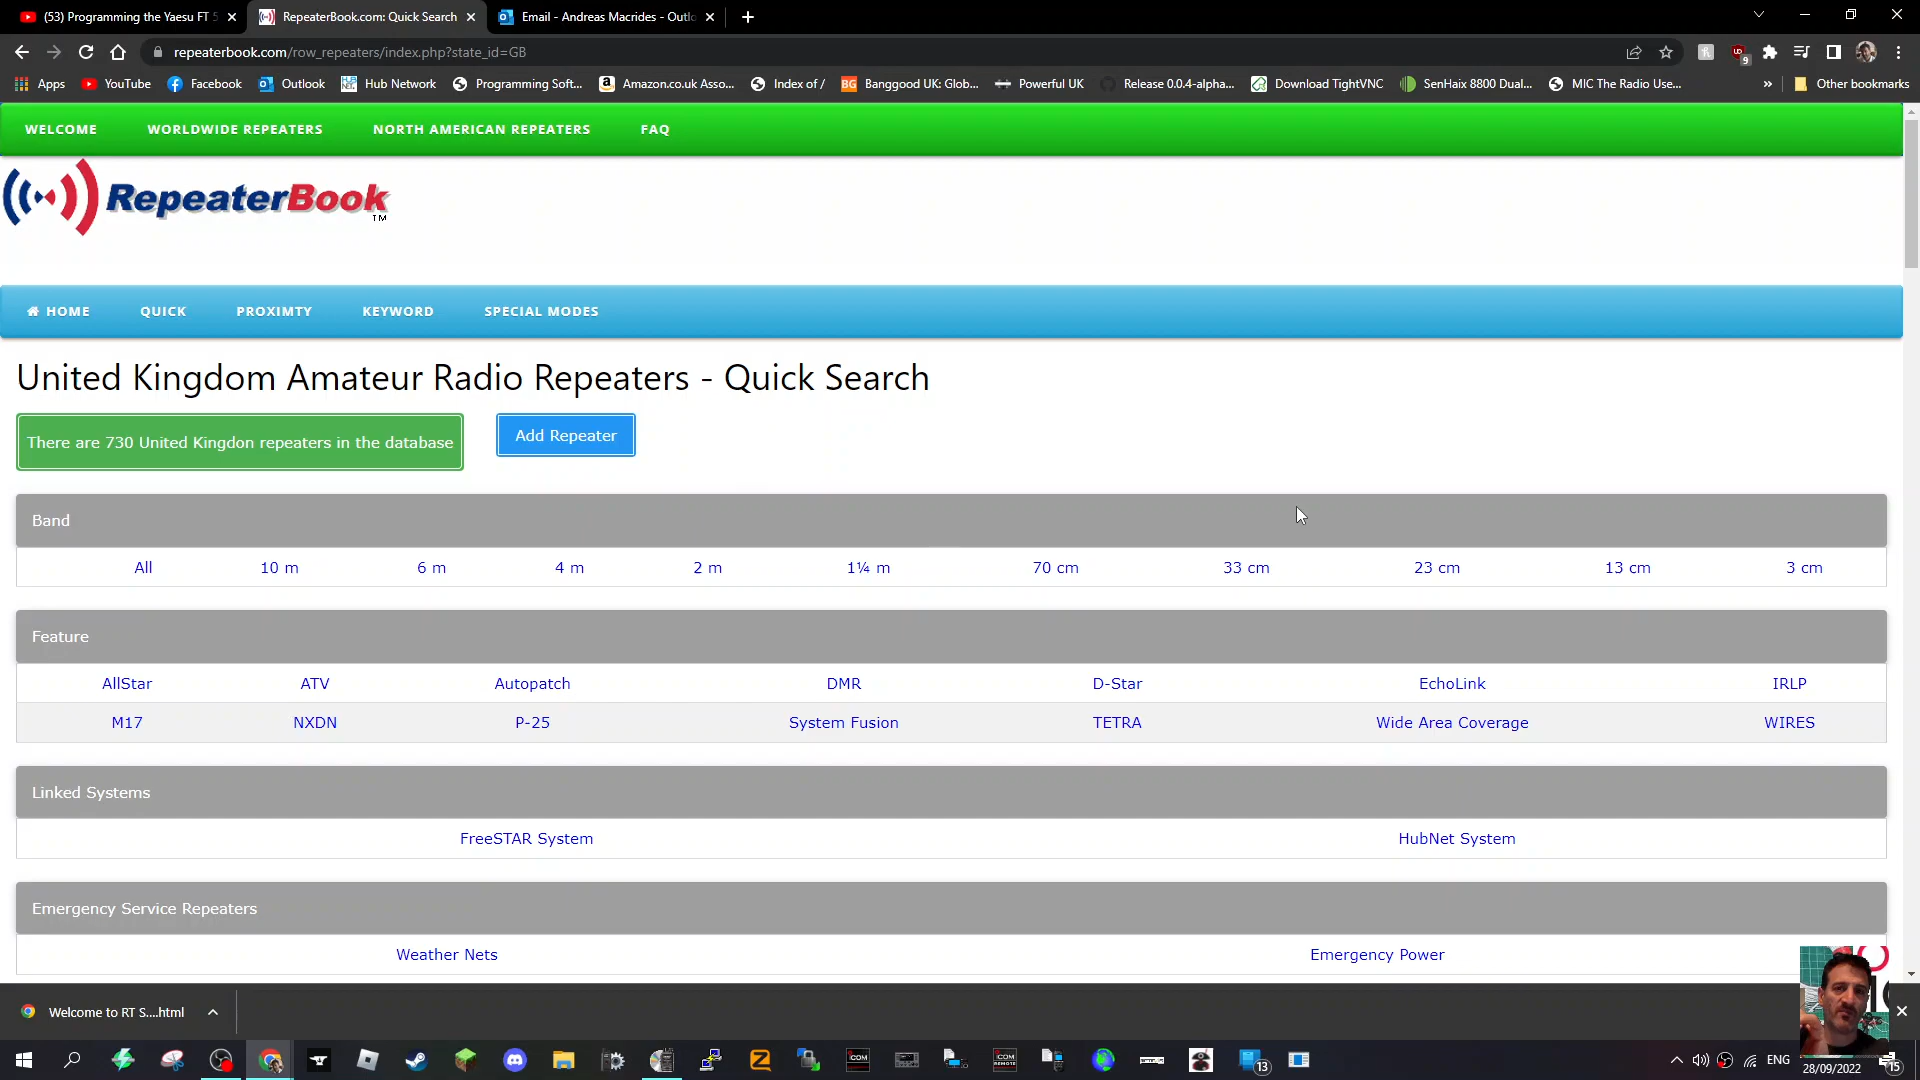 (53) Programming the Yaesu FT 5
RepeaterBook.com: Quick Search
Email - Andreas Macrides - Outlo
repeaterbook.com/row_repeaters/index.php?state_id=GB
9
Apps YouTube Facebook Outlook Hub Network Programming Soft... Amazon.co.uk Asso... Index of / BG Banggood UK: Glob... Powerful UK Release 0.0.4-alpha... Download TightVNC SenHaix 8800 Dual... MIC The Radio Use... » Other bookmarks
WELCOME WORLDWIDE REPEATERS NORTH AMERICAN REPEATERS FAQ
RepeaterBook
TM
HOME QUICK PROXIMTY KEYWORD SPECIAL MODES
United Kingdom Amateur Radio Repeaters - Quick Search
There are 730 United Kingdon repeaters in the database
Add Repeater
Band
All 10 m 6 m 4 m 2 m 1¼ m 70 cm 33 cm 23 cm 13 cm 3 cm
Feature
AllStar ATV Autopatch DMR D-Star EchoLink IRLP
M17 NXDN P-25 System Fusion TETRA Wide Area Coverage WIRES
Linked Systems
FreeSTAR System HubNet System
Emergency Service Repeaters
Weather Nets Emergency Power
Welcome to RT S....html
13
ENG
28/09/2022
15